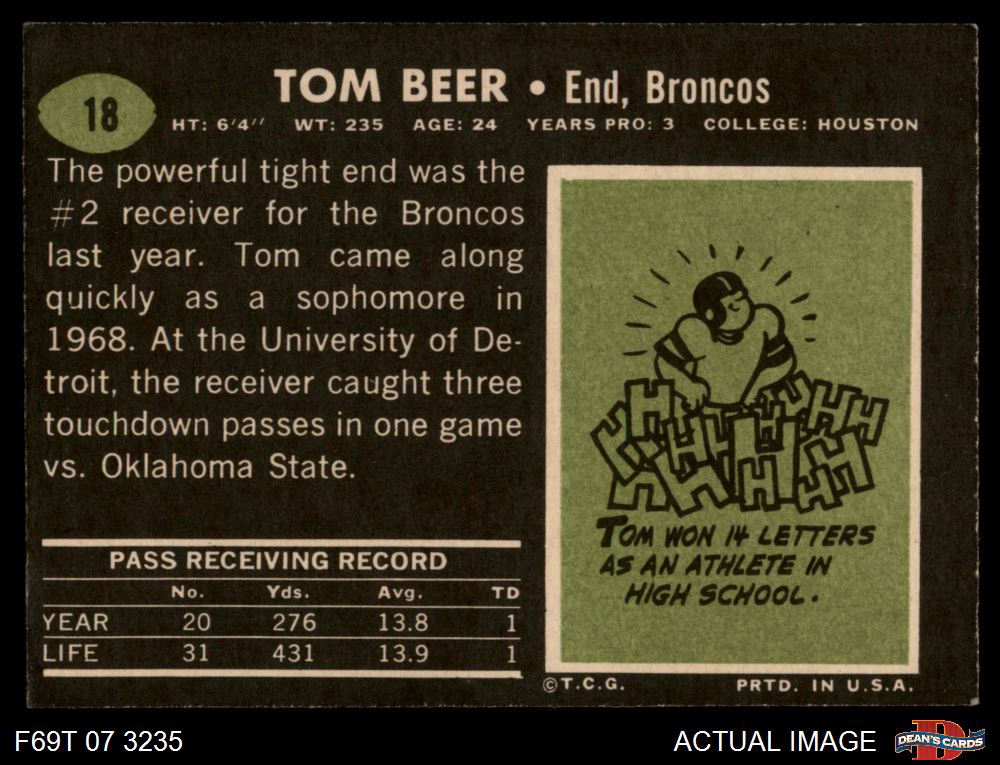 18
TOM BEER • End, Broncos
HT: 6'4" WT: 235 AGE: 24 YEARS PRO: 3 COLLEGE: HOUSTON
The powerful tight end was the
#2 receiver for the Broncos
last year. Tom came along
quickly as a sophomore in
1968. At the University of De-
troit, the receiver caught three
touchdown passes in one game
vs. Oklahoma State.
PASS RECEIVING RECORD
No. Yds. Avg. TD
YEAR 20 276 13.8 1
LIFE 31 431 13.9 1
H H H H H H H H H H H H H
TOM WON 14 LETTERS
AS AN ATHLETE IN
HIGH SCHOOL.
©T.C.G. PRTD. IN U.S.A.
F69T 07 3235
ACTUAL IMAGE
D
DEAN'S CARDS